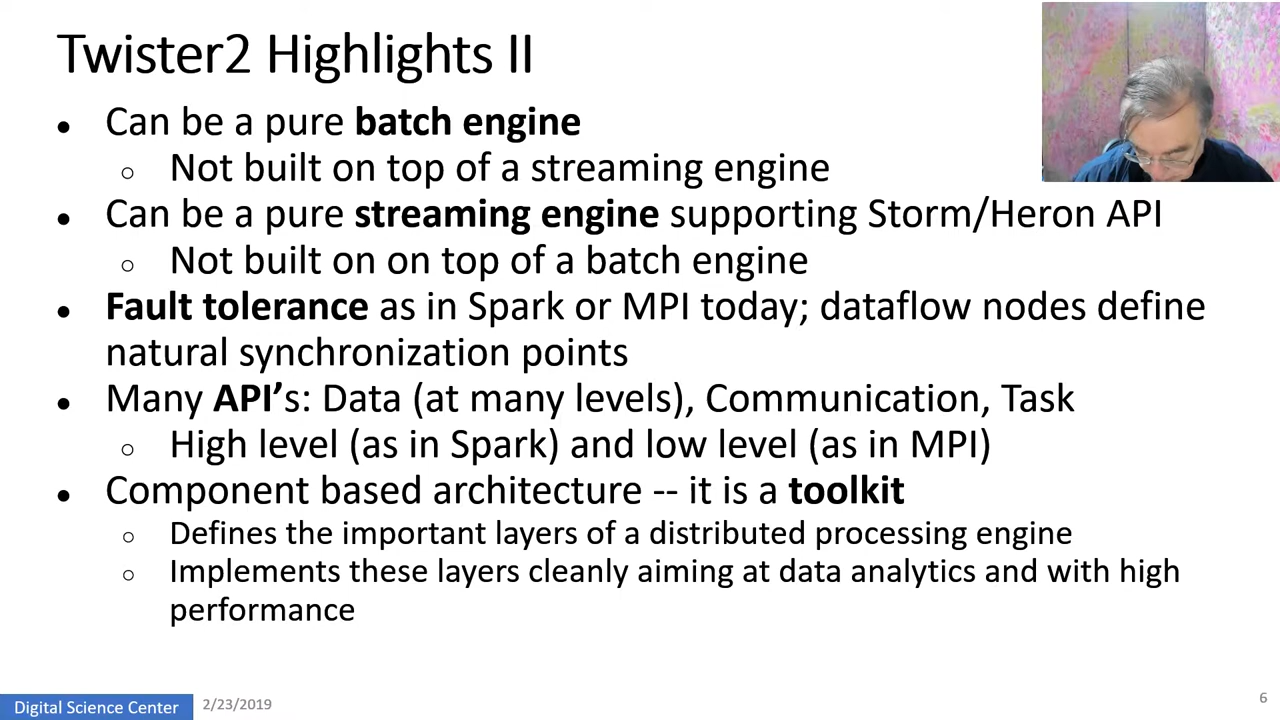 Twister2 Highlights II
● Can be a pure batch engine
○ Not built on top of a streaming engine
● Can be a pure streaming engine supporting Storm/Heron API
○ Not built on on top of a batch engine
● Fault tolerance as in Spark or MPI today; dataflow nodes define
natural synchronization points
● Many API’s: Data (at many levels), Communication, Task
○ High level (as in Spark) and low level (as in MPI)
● Component based architecture -- it is a toolkit
○ Defines the important layers of a distributed processing engine
○ Implements these layers cleanly aiming at data analytics and with high
performance
Digital Science Center
2/23/2019
6